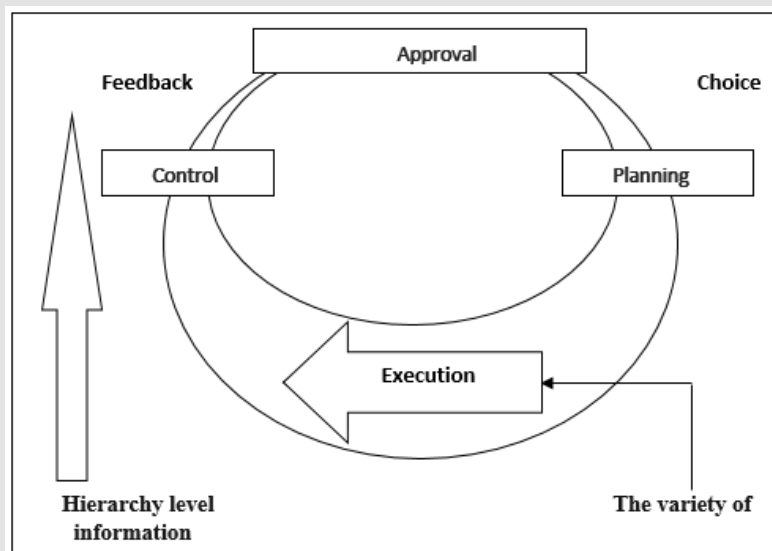 Approval
Feedback
Choice
Control
Planning
Execution
Hierarchy level
information
The variety of